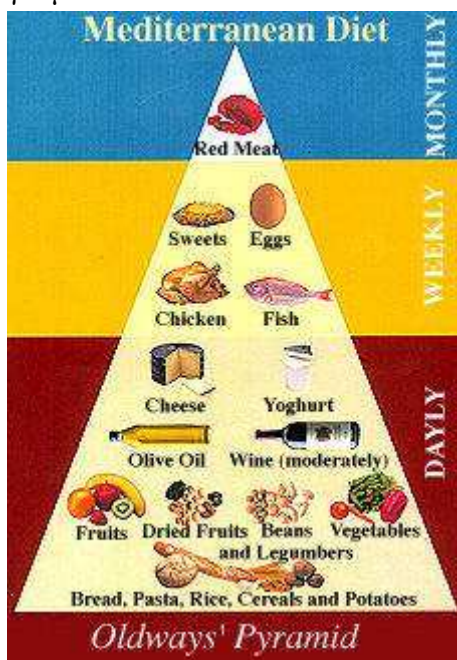 Mediterranean Diet
MONTHLY
Red Meat
WEEKLY
Sweets Eggs
Chicken Fish
DAYLY
Cheese Yoghurt
Olive Oil Wine (moderately)
Fruits Dried Fruits Beans Vegetables
and Legumbers
Bread, Pasta, Rice, Cereals and Potatoes
Oldways' Pyramid